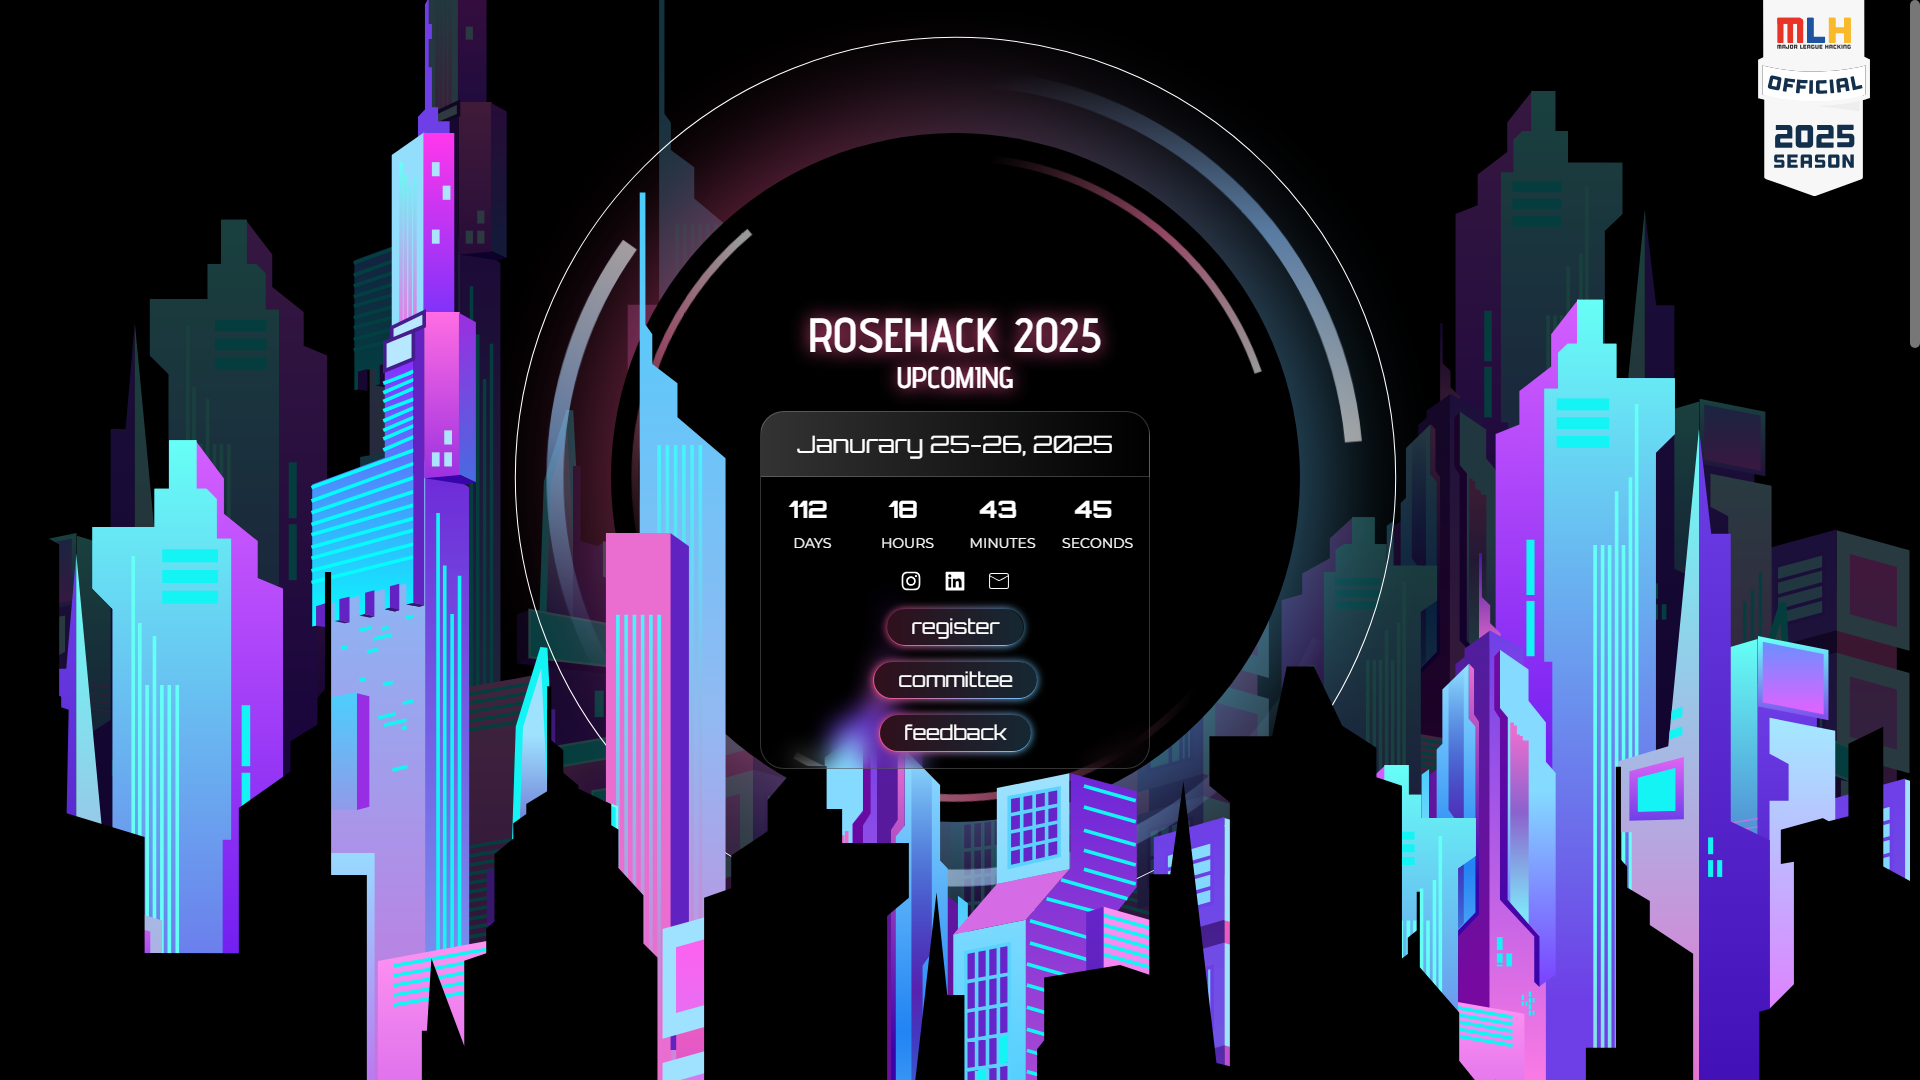 MLH
MAJOR LEAGUE HACKING
OFFICIAL
2025
SEASON
ROSEHACK 2025
UPCOMING
Janurary 25-26, 2025
112 18 43 45
DAYS HOURS MINUTES SECONDS
in
register
committee
feedback